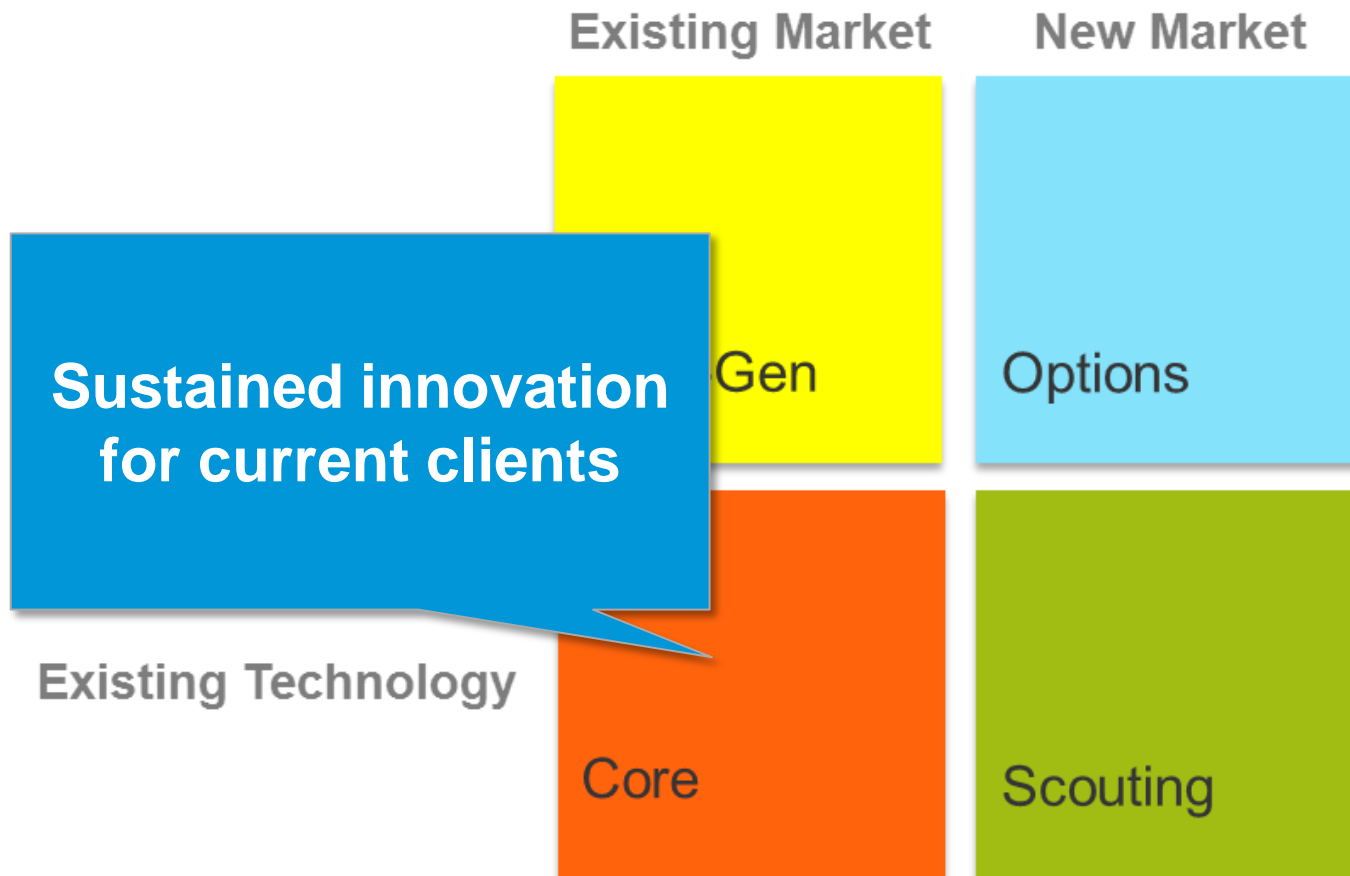 Existing Market
New Market
Sustained innovation
for current clients
-Gen
Options
Existing Technology
Core
Scouting